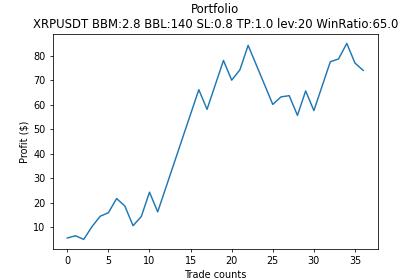 Portfolio
XRPUSDT BBM:2.8 BBL:140 SL:0.8 TP:1.0 lev:20 WinRatio:65.0
80
70
60
50
40
30
20
10
Profit ($)
0 5 10 15 20 25 30 35
Trade counts